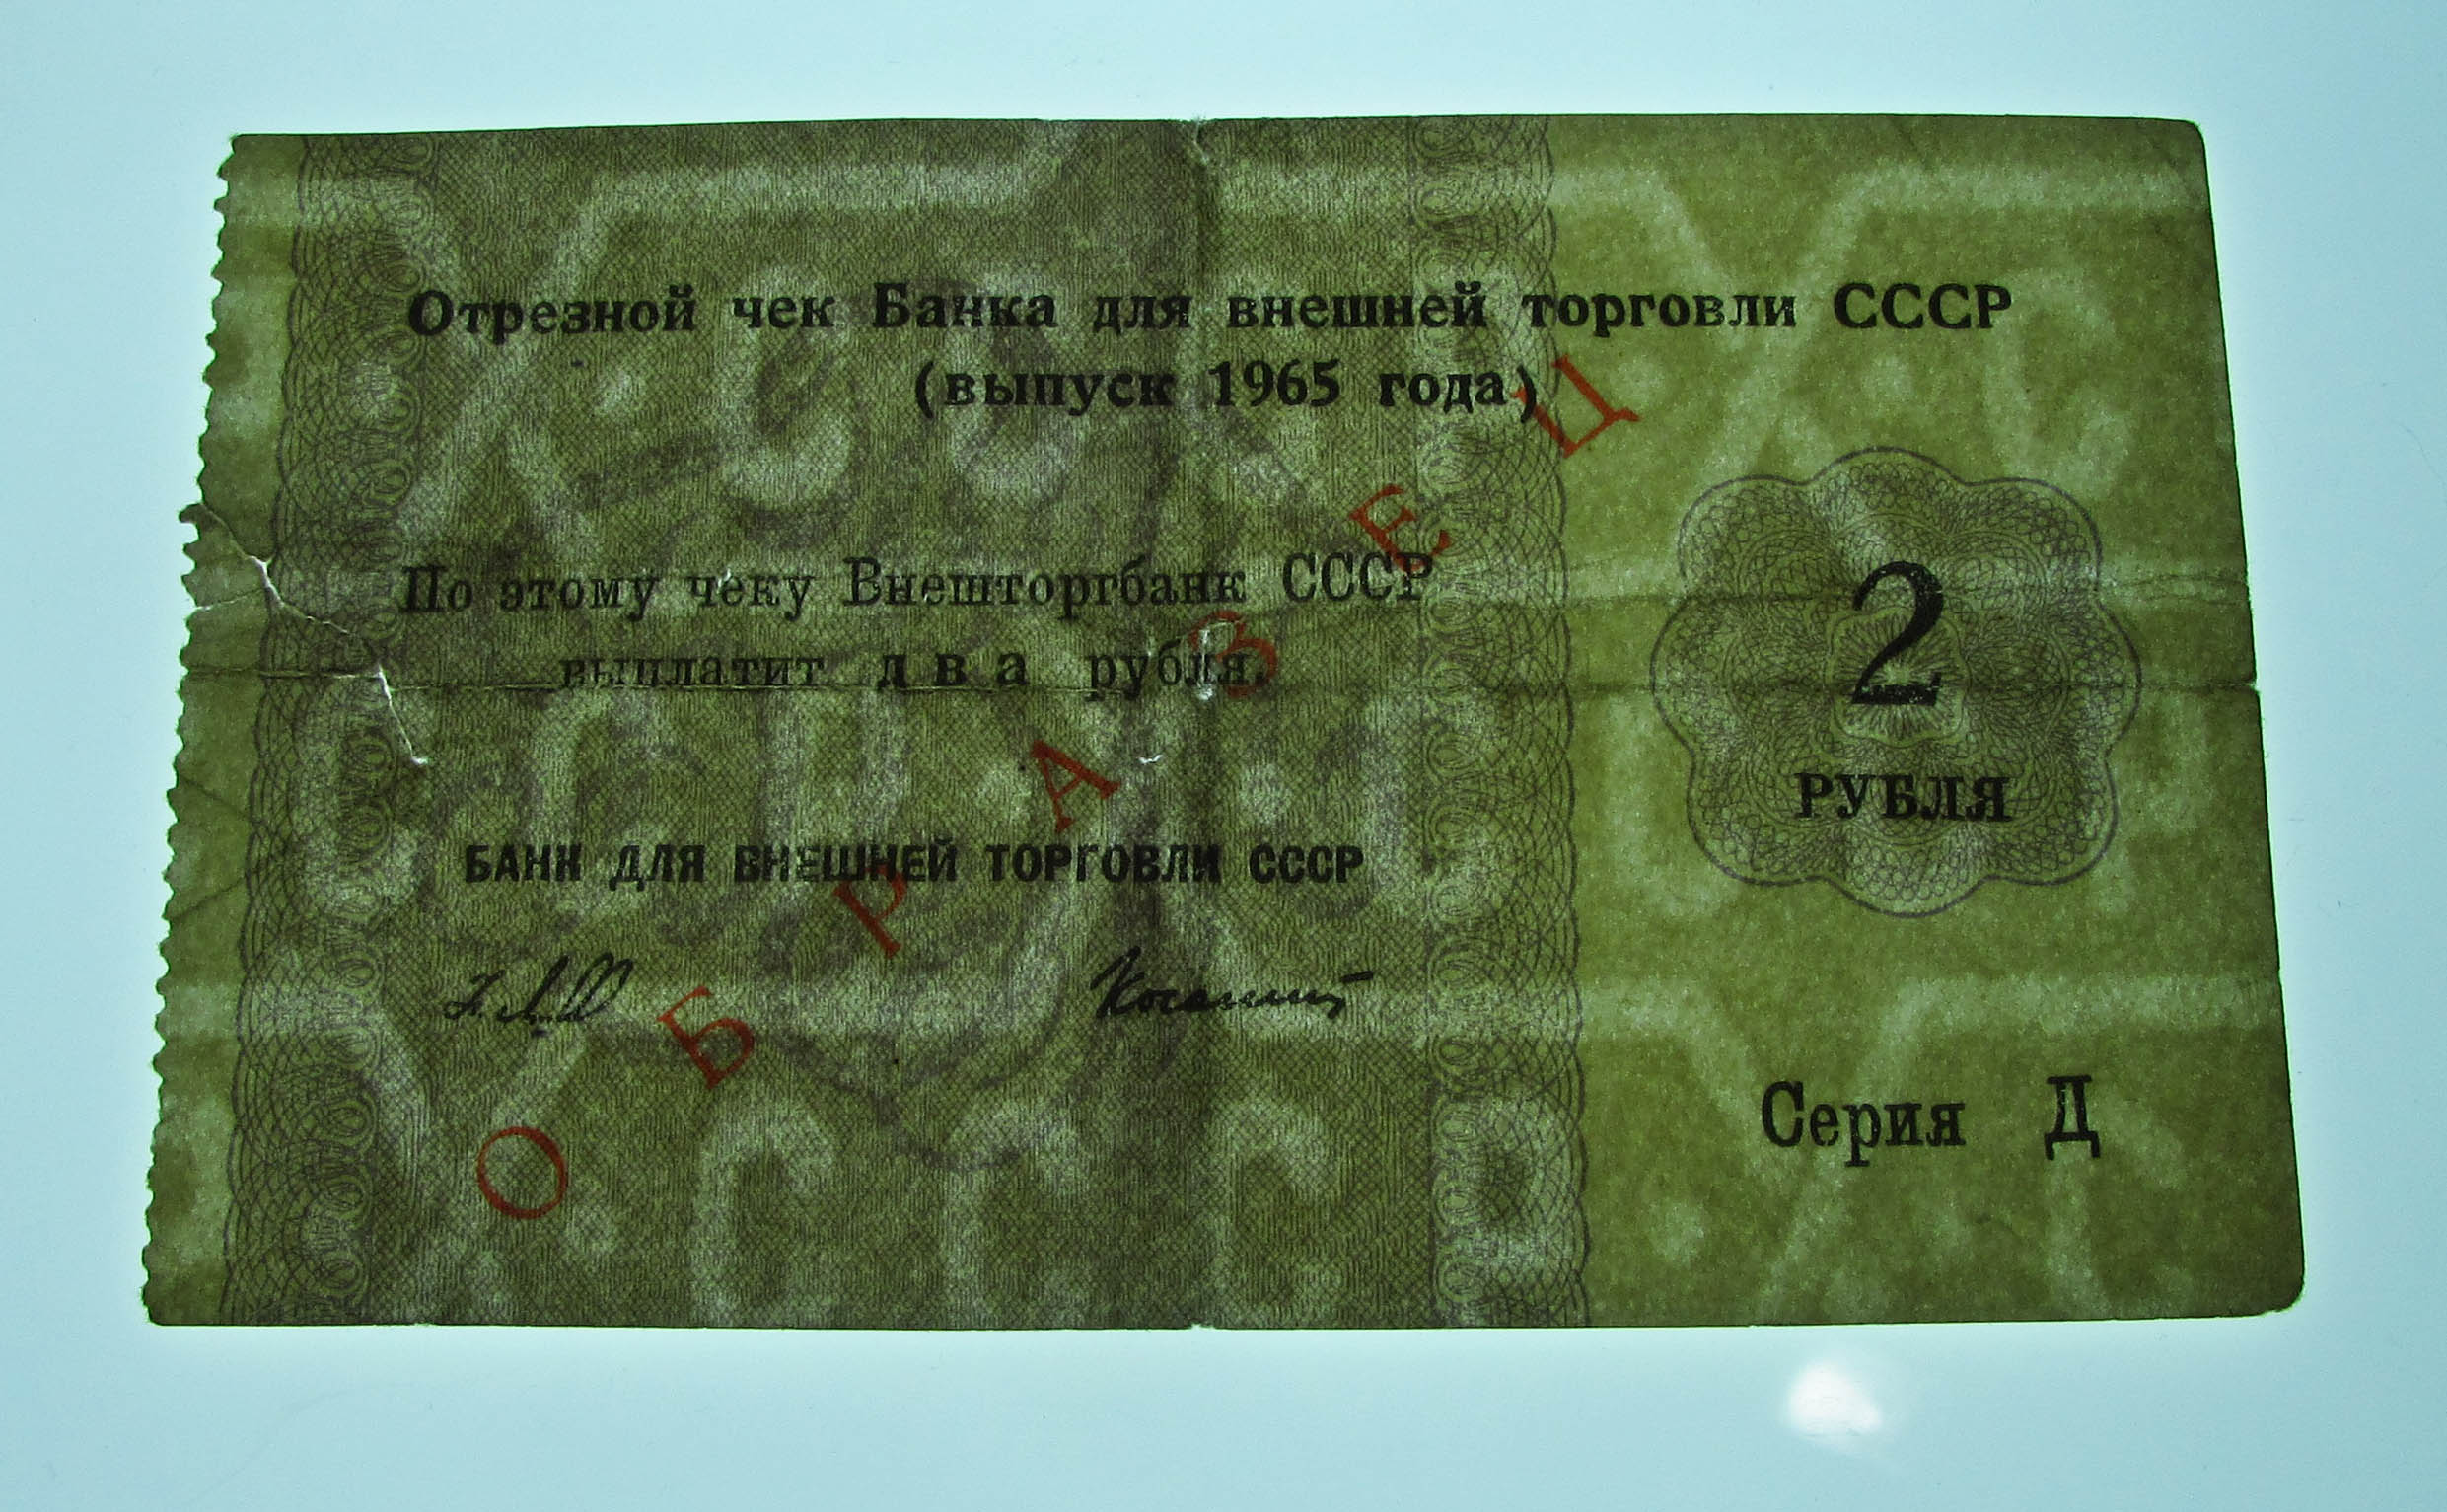 Отрезной чек Банка для внешней торговли СССР
(выпуск 1965 года)
По этому чеку Внешторгбанк СССР
выплатит два рубля.
2
РУБЛЯ
БАНК ДЛЯ ВНЕШНЕЙ ТОРГОВЛИ СССР
Серия Д
ОБРАЗЕЦ